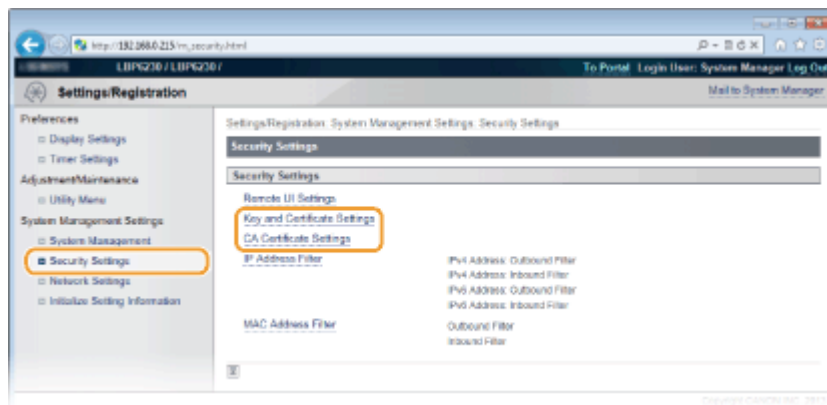 http://192.168.0.215/m_security.html
LBP6230 / LBP6230 /
To Portal Login User: System Manager Log Out
Settings/Registration
Mail to System Manager
Preferences
Display Settings
Timer Settings
Adjustment/Maintenance
Utility Menu
System Management Settings
System Management
Security Settings
Network Settings
Initialize Setting Information
Settings/Registration: System Management Settings: Security Settings
Security Settings
Security Settings
Remote UI Settings
Key and Certificate Settings
CA Certificate Settings
IP Address Filter
IPv4 Address: Outbound Filter
IPv4 Address: Inbound Filter
IPv6 Address: Outbound Filter
IPv6 Address: Inbound Filter
MAC Address Filter
Outbound Filter
Inbound Filter
Copyright CANON INC.